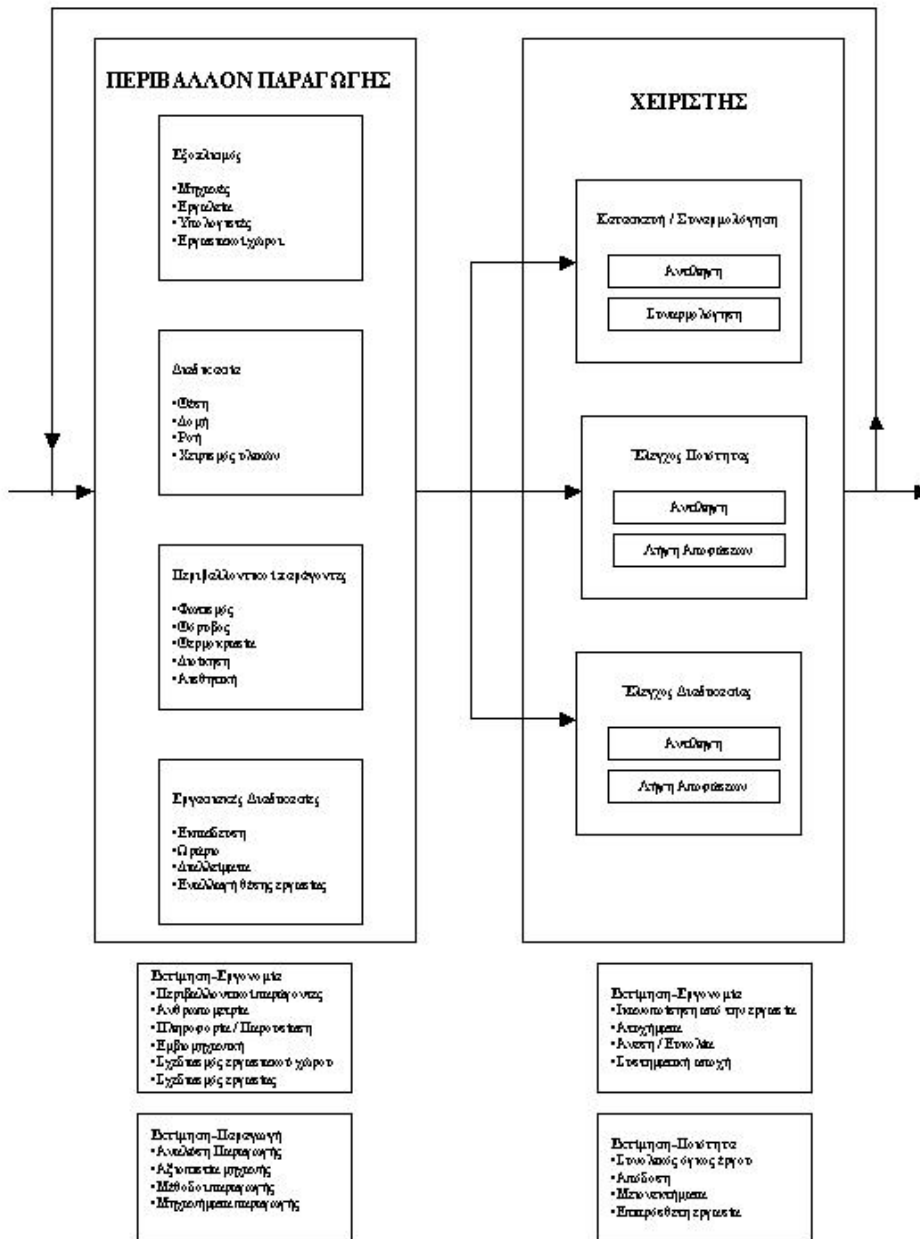 ΠΕΡΙΒΑΛΛΟΝ ΠΑΡΑΓΩΓΗΣ
Εξοπλισμός
•Μηχανές
•Εργαλεία
•Υπολογιστές
•Εργασιακοί χώροι
Διαδικασία
•Θέση
•Δομή
•Ροή
•Χειρισμός υλικών
Περιβαλλοντικοί παράγοντες
•Φωτισμός
•Θόρυβος
•Θερμοκρασία
•Διοίκηση
•Αισθητική
Εργασιακές Διαδικασίες
•Εκπαίδευση
•Ωράριο
•Διαλλείματα
•Εναλλαγή θέσης εργασίας
ΧΕΙΡΙΣΤΗΣ
Κατασκευή / Συναρμολόγηση
Αντίληψη
Συναρμολόγηση
Έλεγχος Ποιότητας
Αντίληψη
Λήψη Αποφάσεων
Έλεγχος Διαδικασίας
Αντίληψη
Λήψη Αποφάσεων
Εκτίμηση-Εργονομία
•Περιβαλλοντικοί παράγοντες
•Ανθρωπομετρία
•Πληροφορία / Παρουσίαση
•Εμβιομηχανική
•Σχεδιασμός εργασιακού χώρου
•Σχεδιασμός εργασίας
Εκτίμηση-Παραγωγή
•Ανάλυση Παραγωγής
•Αξιοπιστία μηχανής
•Μέθοδοι παραγωγής
•Μηχανήματα παραγωγής
Εκτίμηση-Εργονομία
•Ικανοποίηση από την εργασία
•Ατυχήματα
•Άνεση / Ευκολία
•Συστηματική αποχή
Εκτίμηση-Ποιότητα
•Συνολικός όγκος έργου
•Απόδοση
•Μειονεκτήματα
•Επιπρόσθετη εργασία